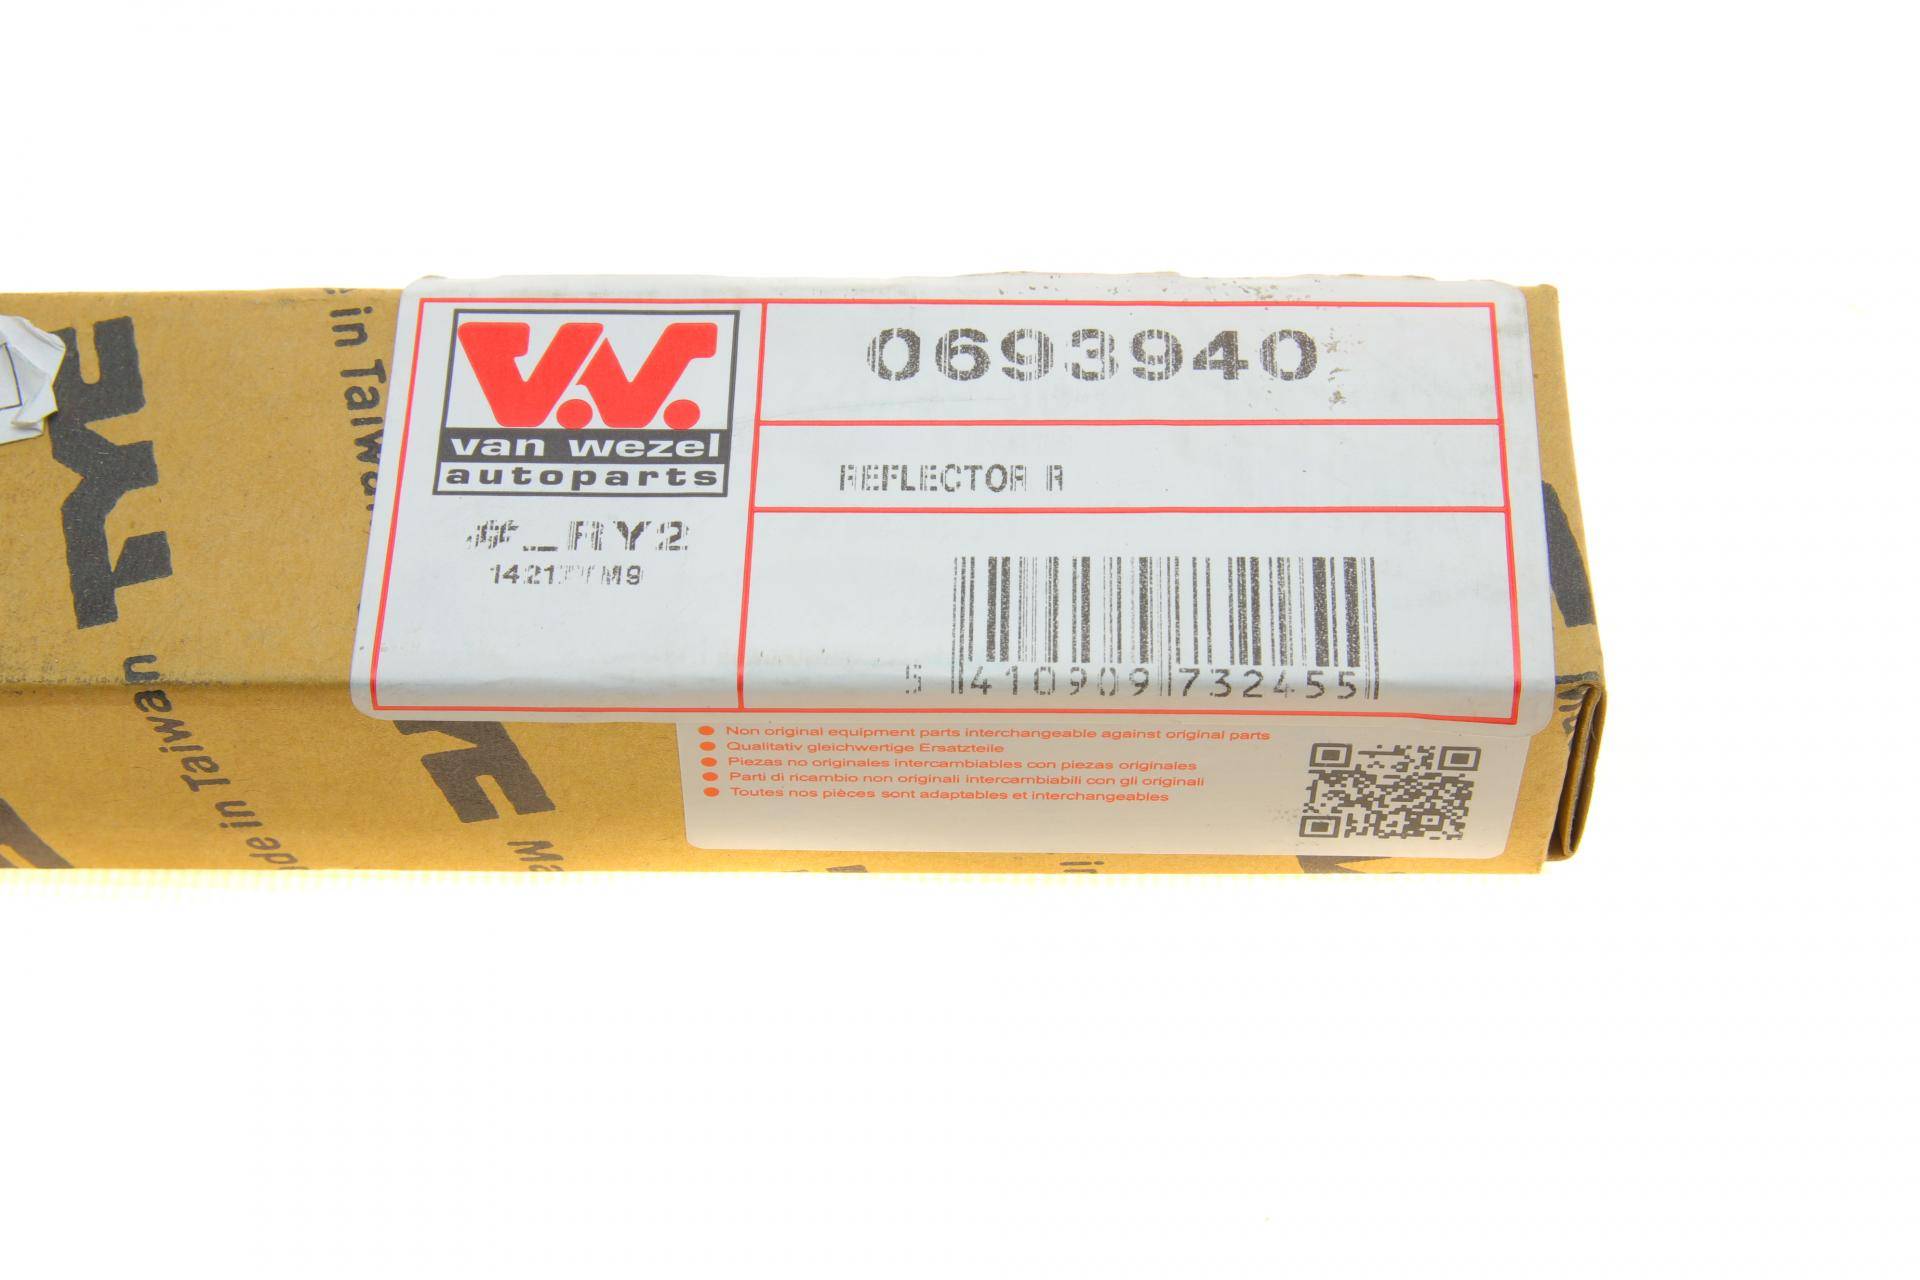 van wezel
autoparts
RY2
0693940
REFLECTOR R
5 410909 732455
Non original equipment parts interchangeable against original parts
Qualitativ gleichwertige Ersatzteile
Piezas no originales intercambiables con piezas originales
Parti di ricambio non originali intercambiabili con gli originali
Toutes nos pièces sont adaptables et interchangeables
in Taiwan
in Taiwan